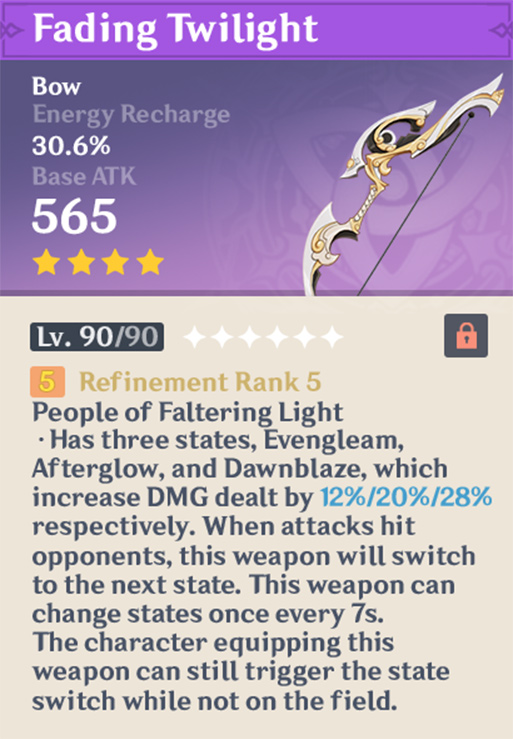 Fading Twilight
Bow
Energy Recharge
30.6%
Base ATK
565
Lv. 90/90
5 Refinement Rank 5
People of Faltering Light
· Has three states, Evengleam,
Afterglow, and Dawnblaze, which
increase DMG dealt by 12%/20%/28%
respectively. When attacks hit
opponents, this weapon will switch
to the next state. This weapon can
change states once every 7s.
The character equipping this
weapon can still trigger the state
switch while not on the field.